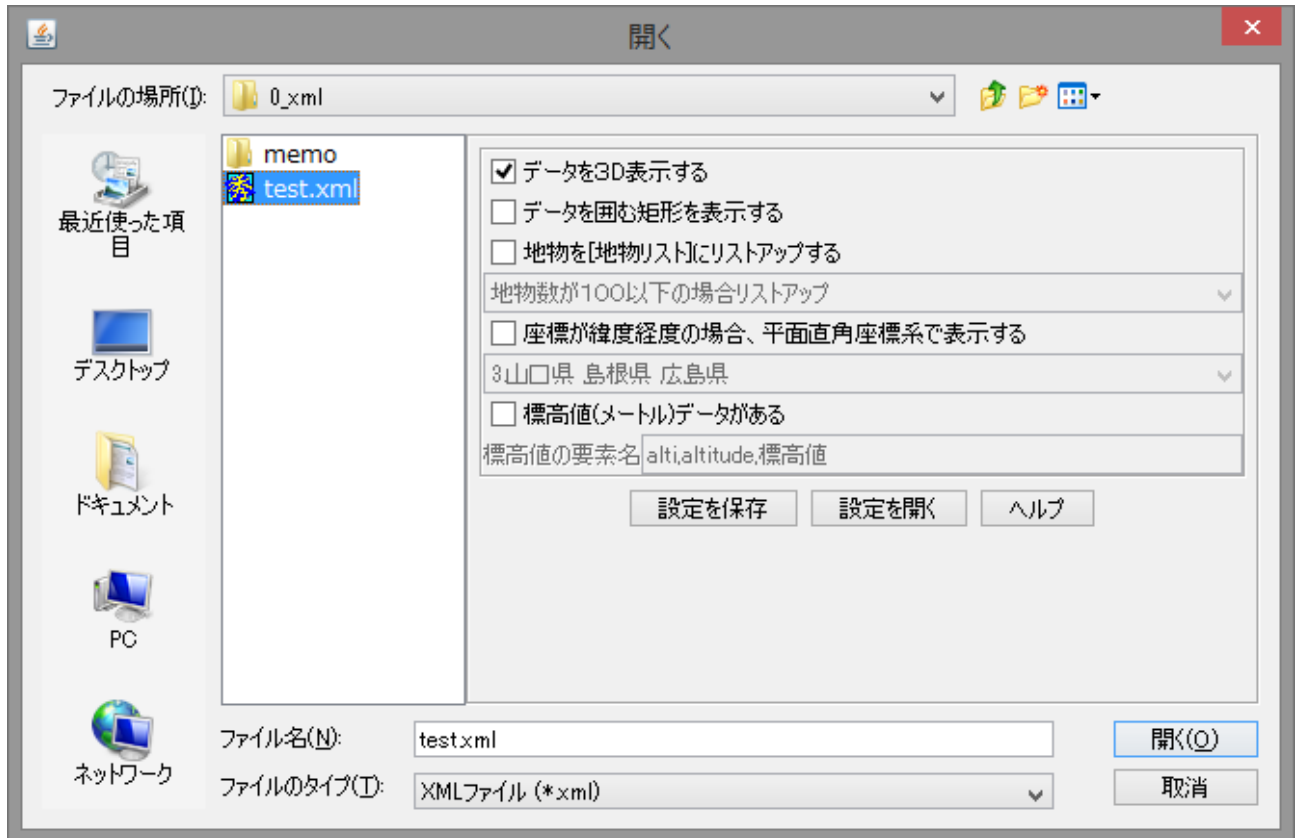 開く
ファイルの場所(I):
0_xml
最近使った項目
デスクトップ
ドキュメント
PC
ネットワーク
memo
test.xml
データを3D表示する
データを囲む矩形を表示する
地物を[地物リスト]にリストアップする
地物数が100以下の場合リストアップ
座標が緯度経度の場合、平面直角座標系で表示する
3山口県 島根県 広島県
標高値(メートル)データがある
標高値の要素名 alti,altitude,標高値
設定を保存 設定を開く ヘルプ
ファイル名(N): test.xml 開く(O)
ファイルのタイプ(T): XMLファイル (*.xml) 取消